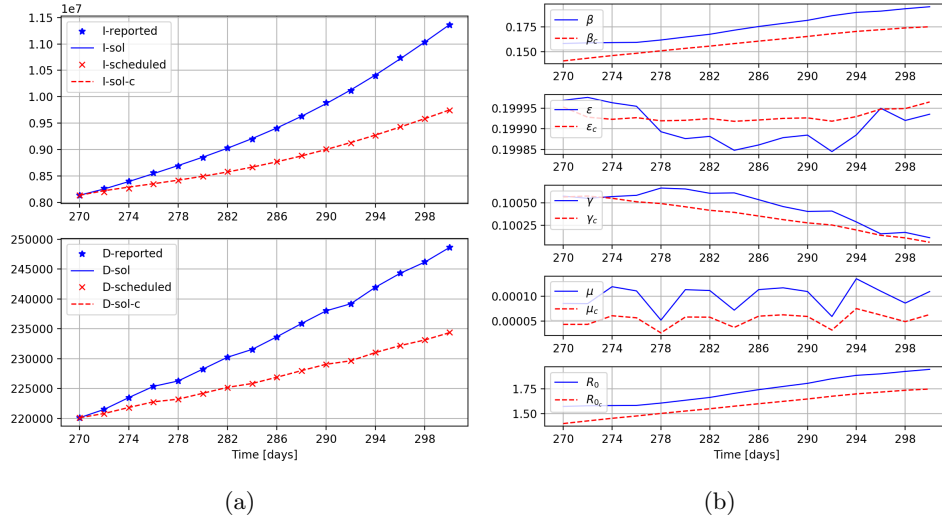 1e7
1.15
1.10
1.05
1.00
0.95
0.90
0.85
0.80
I-reported
I-sol
I-scheduled
I-sol-c
270 274 278 282 286 290 294 298
250000
245000
240000
235000
230000
225000
220000
D-reported
D-sol
D-scheduled
D-sol-c
270 274 278 282 286 290 294 298
Time [days]
(a)
0.175
0.150
β
β_c
270 274 278 282 286 290 294 298
0.19995
0.19990
0.19985
ε
ε_c
270 274 278 282 286 290 294 298
0.10050
0.10025
γ
γ_c
270 274 278 282 286 290 294 298
0.00010
0.00005
μ
μ_c
270 274 278 282 286 290 294 298
1.75
1.50
R_0
R_{0_c}
270 274 278 282 286 290 294 298
Time [days]
(b)